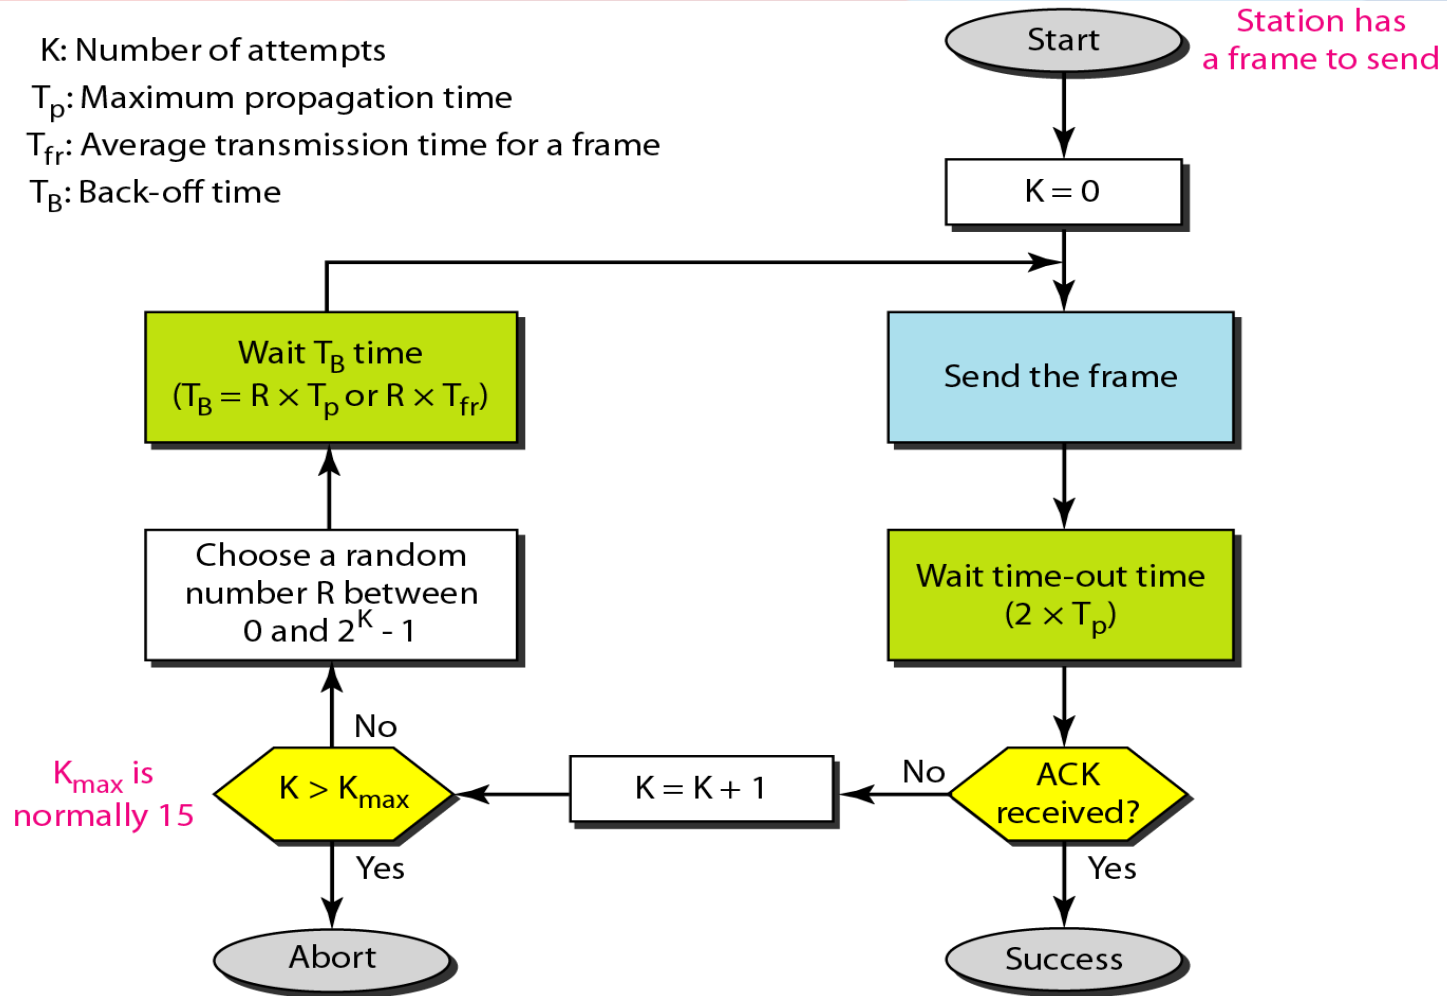 K: Number of attempts
Tp: Maximum propagation time
Tfr: Average transmission time for a frame
TB: Back-off time
Start
Station has
a frame to send
K = 0
Wait TB time
(TB = R × Tp or R × Tfr)
Send the frame
Choose a random
number R between
0 and 2^K - 1
Wait time-out time
(2 × Tp)
No
Kmax is
normally 15
K > Kmax
K = K + 1
No
ACK
received?
Yes
Yes
Abort
Success